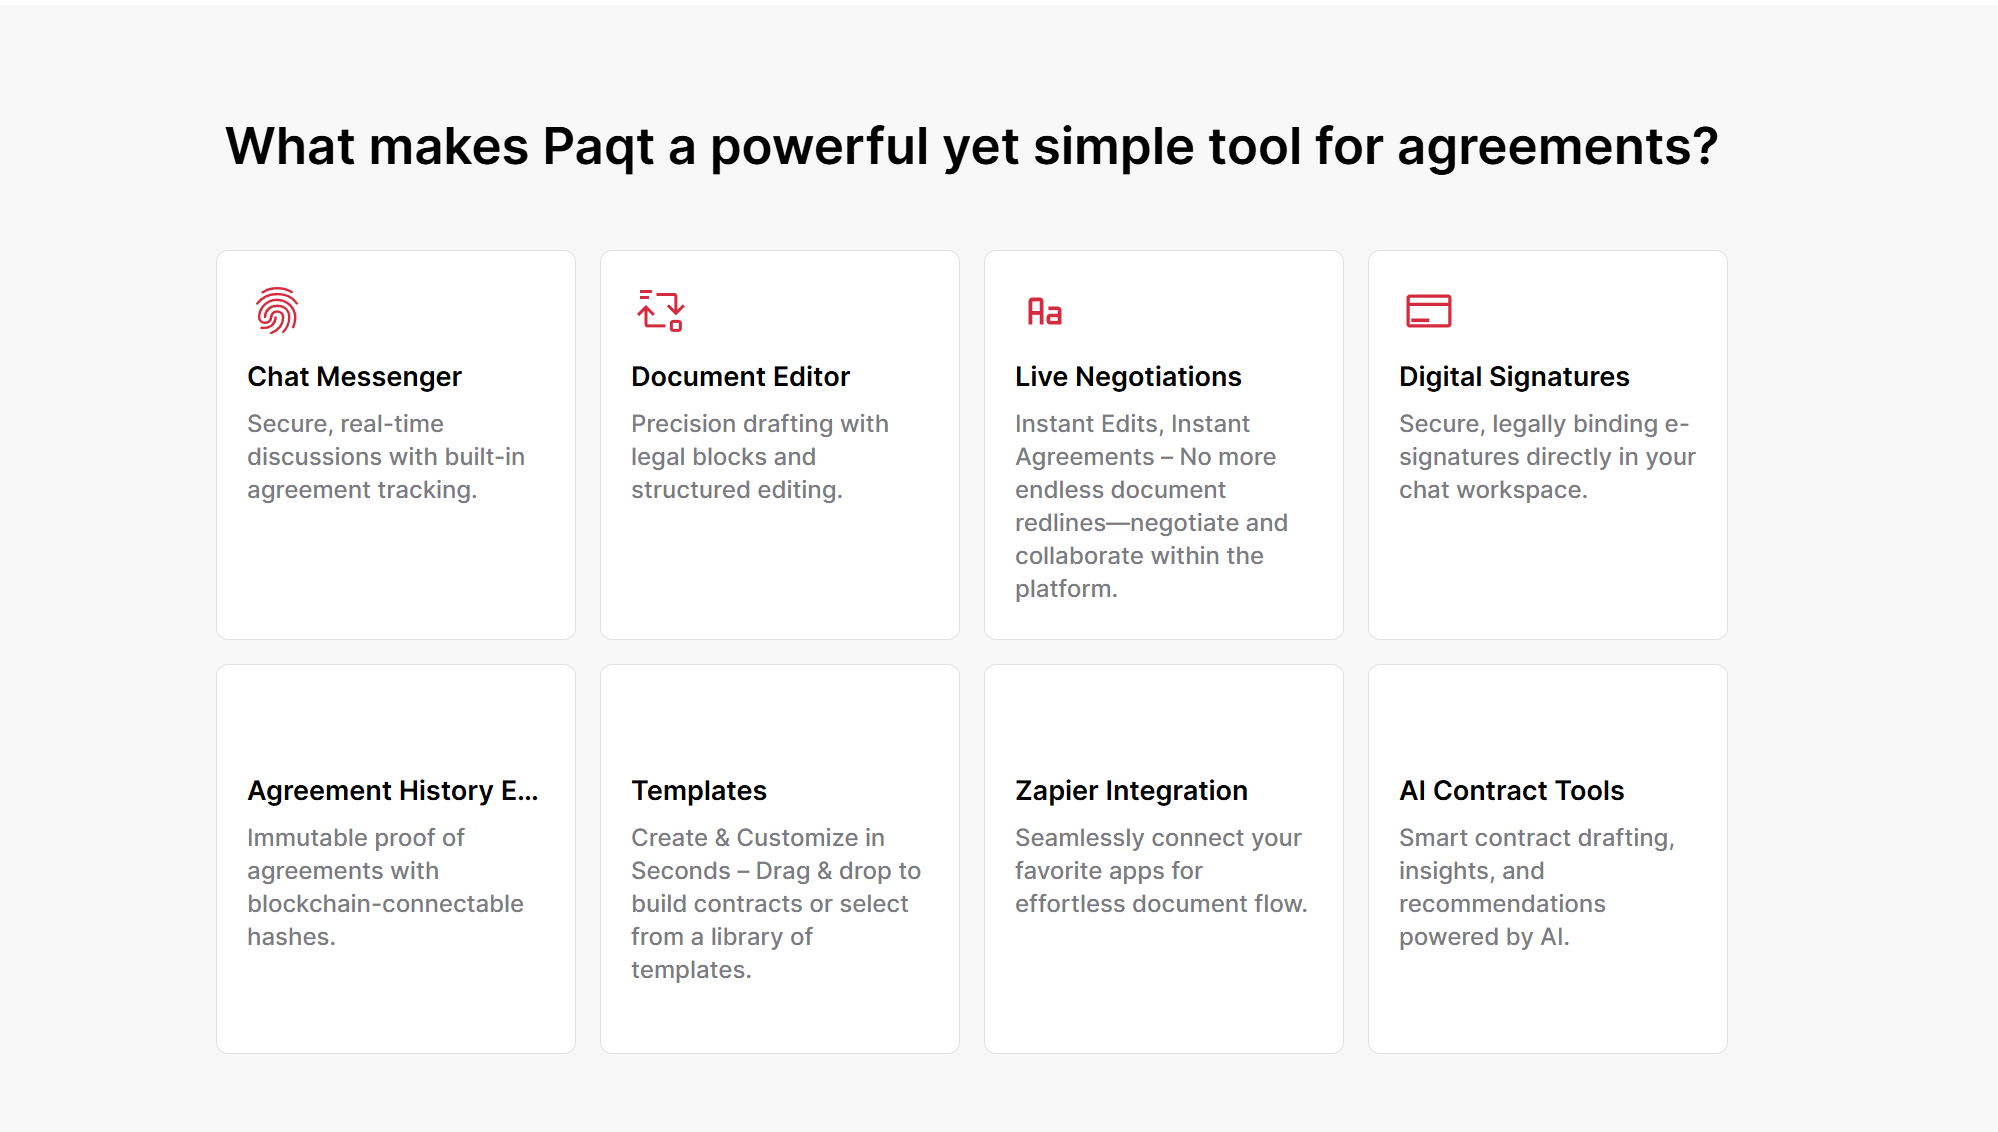 What makes Paqt a powerful yet simple tool for agreements?
Aa
Chat Messenger
Secure, real-time
discussions with built-in
agreement tracking.
Document Editor
Precision drafting with
legal blocks and
structured editing.
Live Negotiations
Instant Edits, Instant
Agreements – No more
endless document
redlines—negotiate and
collaborate within the
platform.
Digital Signatures
Secure, legally binding e-
signatures directly in your
chat workspace.
Agreement History E...
Immutable proof of
agreements with
blockchain-connectable
hashes.
Templates
Create & Customize in
Seconds – Drag & drop to
build contracts or select
from a library of
templates.
Zapier Integration
Seamlessly connect your
favorite apps for
effortless document flow.
AI Contract Tools
Smart contract drafting,
insights, and
recommendations
powered by AI.